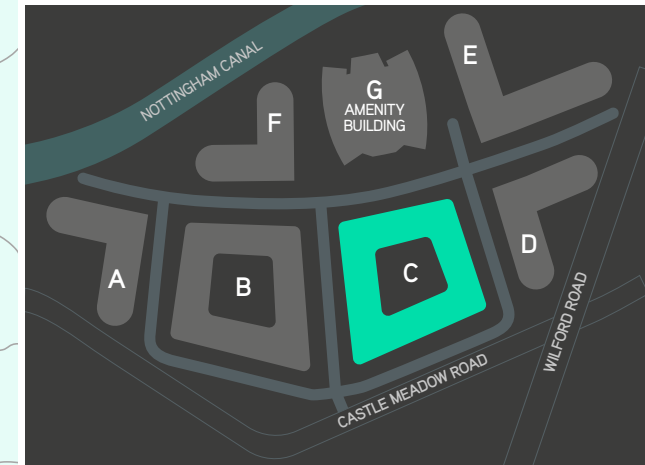 NOTTINGHAM CANAL
E
G
AMENITY
BUILDING
F
D
A
B
C
WILFORD ROAD
CASTLE MEADOW ROAD